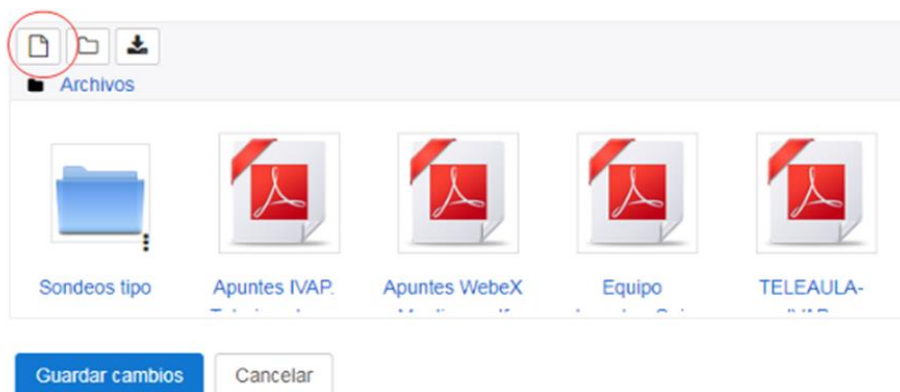 Archivos
Sondeos tipo
Apuntes IVAP.
Apuntes WebeX
Equipo
TELEAULA-
Guardar cambios
Cancelar